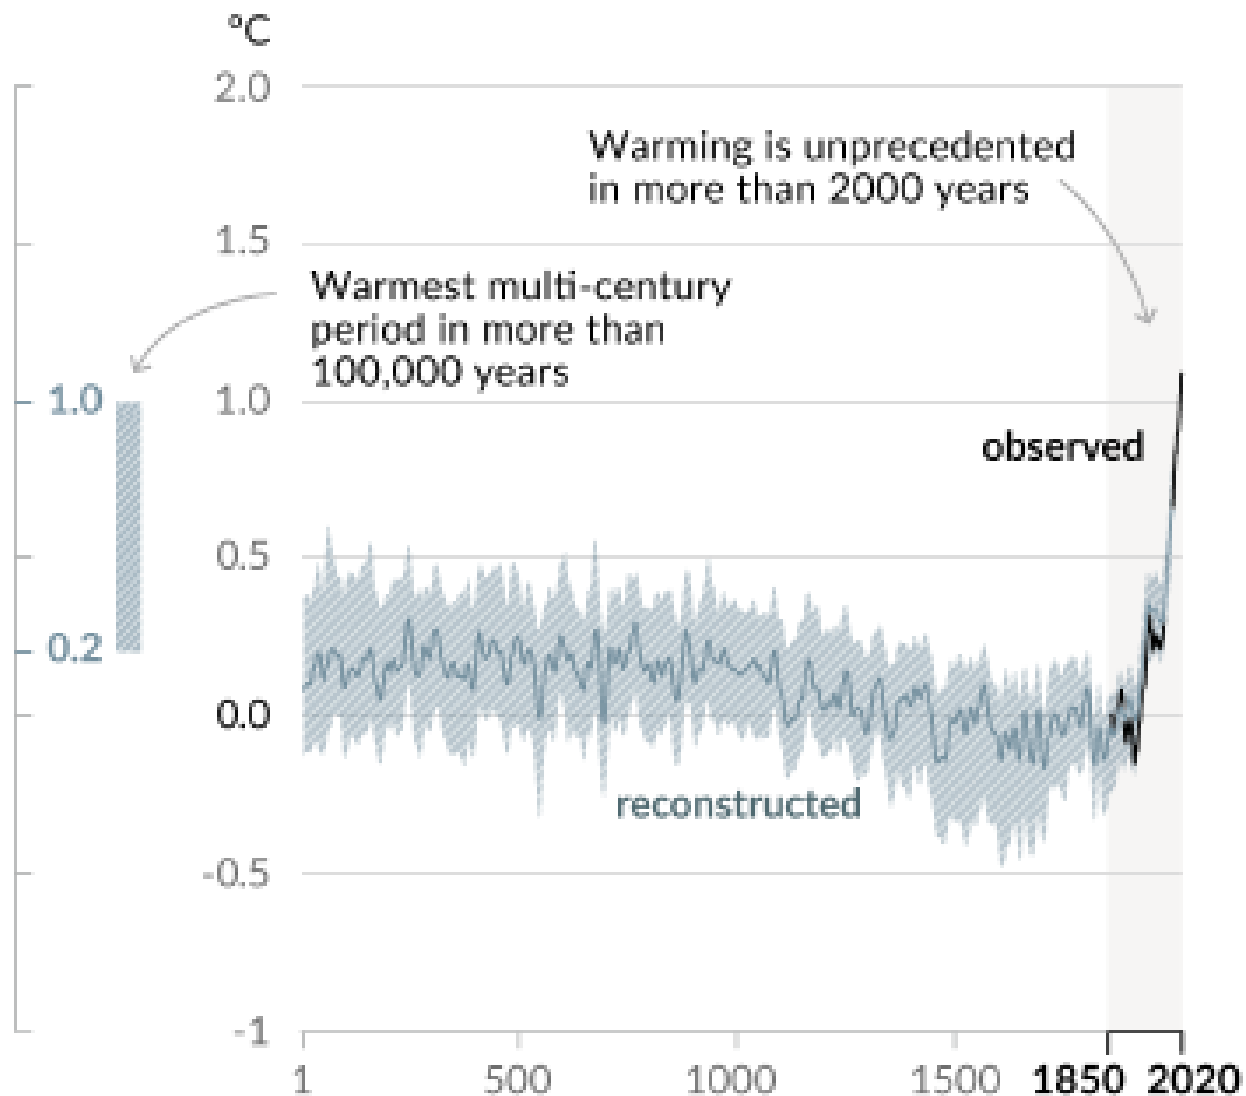 °C
2.0
Warming is unprecedented
in more than 2000 years
1.5
Warmest multi-century
period in more than
100,000 years
1.0
1.0
observed
0.5
0.2
0.0
reconstructed
-0.5
-1
1 500 1000 1500 1850 2020